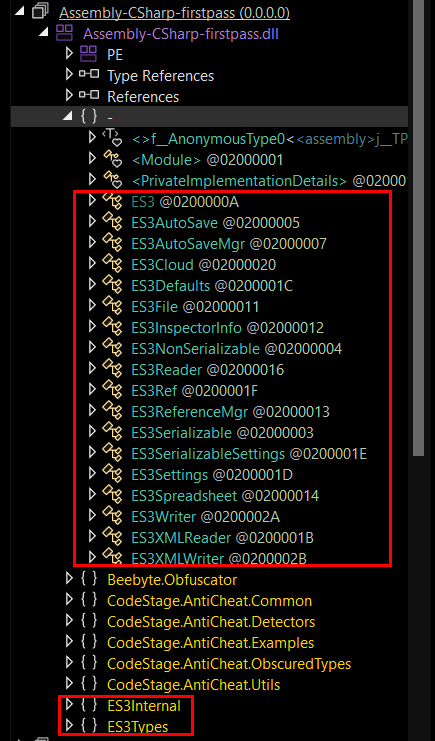 Assembly-CSharp-firstpass (0.0.0.0)
Assembly-CSharp-firstpass.dll
PE
Type References
References
{ } -
<>f__AnonymousType0<<assembly>j__TP
<Module> @02000001
<PrivateImplementationDetails> @0200001
ES3 @0200000A
ES3AutoSave @02000005
ES3AutoSaveMgr @02000007
ES3Cloud @02000020
ES3Defaults @0200001C
ES3File @02000011
ES3InspectorInfo @02000012
ES3NonSerializable @02000004
ES3Reader @02000016
ES3Ref @0200001F
ES3ReferenceMgr @02000013
ES3Serializable @02000003
ES3SerializableSettings @0200001E
ES3Settings @0200001D
ES3Spreadsheet @02000014
ES3Writer @0200002A
ES3XMLReader @0200001B
ES3XMLWriter @0200002B
{ } Beebyte.Obfuscator
{ } CodeStage.AntiCheat.Common
{ } CodeStage.AntiCheat.Detectors
{ } CodeStage.AntiCheat.Examples
{ } CodeStage.AntiCheat.ObscuredTypes
{ } CodeStage.AntiCheat.Utils
{ } ES3Internal
{ } ES3Types